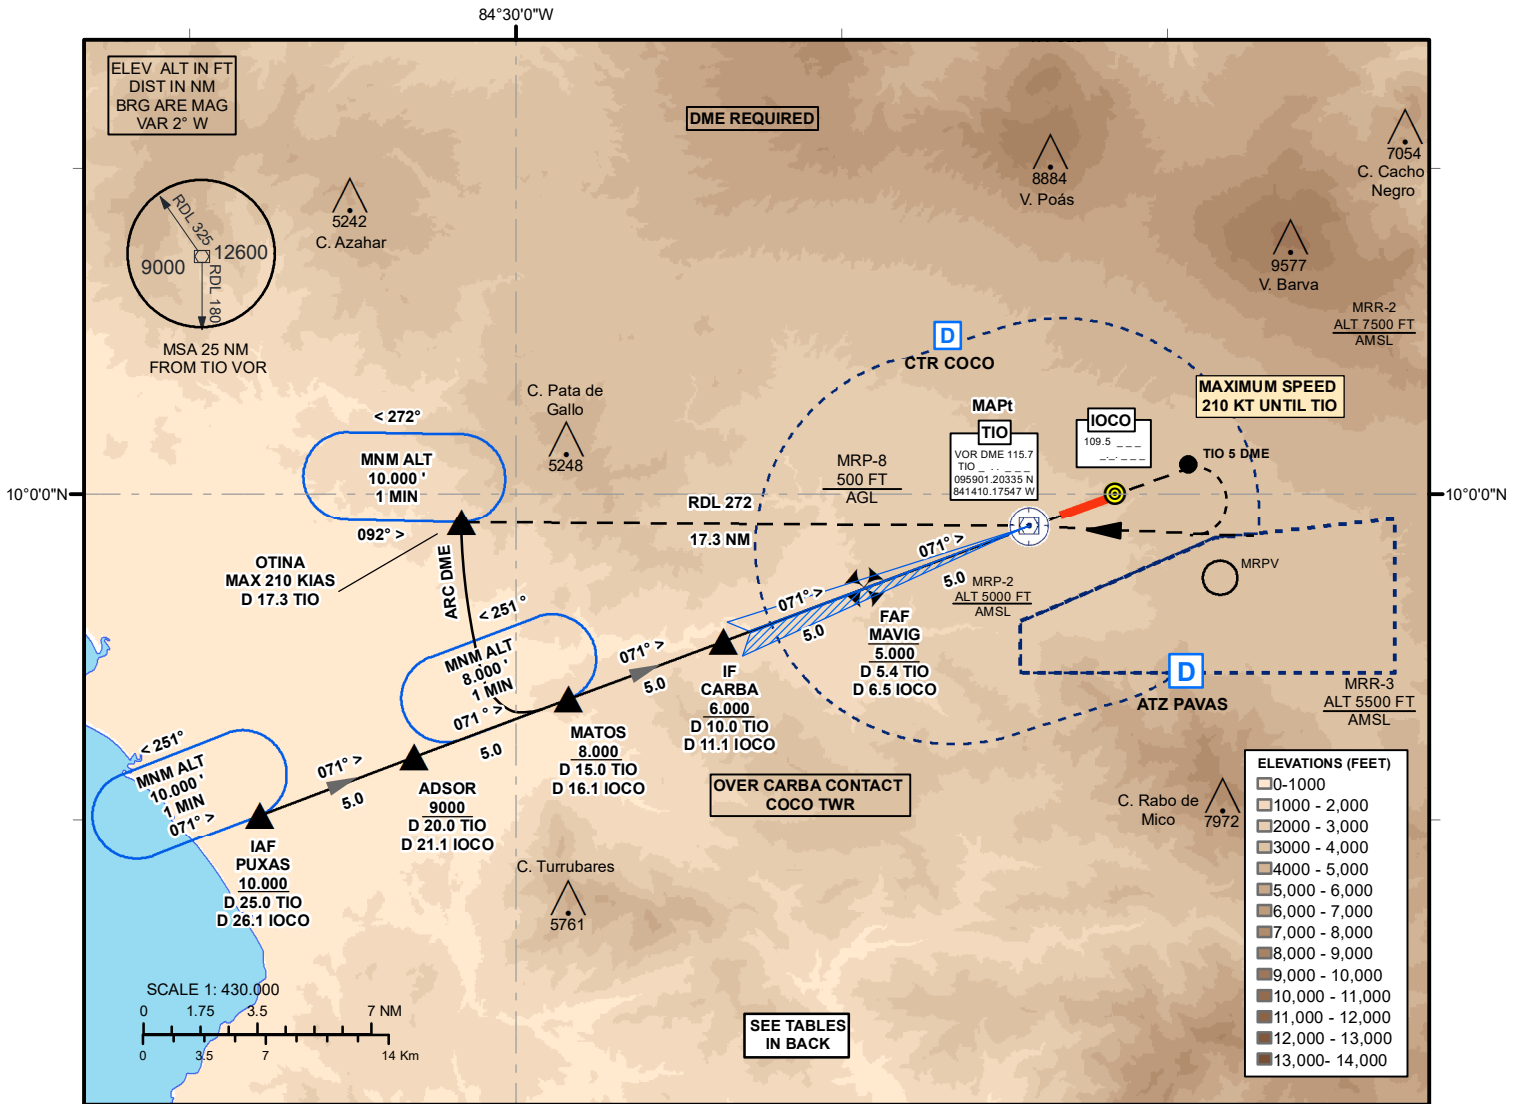 84°30'0"W
ELEV  ALT IN FT
DIST IN NM
BRG ARE MAG
VAR 2° W
DME REQUIRED
8884
V. Poás
7054
C. Cacho
Negro
RDL 325
12600
9000
RDL 180
MSA 25 NM
FROM TIO VOR
5242
C. Azahar
9577
V. Barva
MRR-2
ALT 7500 FT
AMSL
D
CTR COCO
MAXIMUM SPEED
210 KT UNTIL TIO
C. Pata de
Gallo
5248
< 272°
MNM ALT
10.000 '
1 MIN
092° >
MAPt
TIO
VOR DME 115.7
TIO _ . . _ _ _
095901.20335 N
841410.17547 W
IOCO
109.5 _ _ _
_._. _ _ _
TIO 5 DME
MRP-8
500 FT
AGL
10°0'0"N
10°0'0"N
RDL 272
17.3 NM
OTINA
MAX 210 KIAS
D 17.3 TIO
ARC DME
MRPV
071° >
5.0
MRP-2
ALT 5000 FT
AMSL
071° >
5.0
FAF
MAVIG
5.000
D 5.4 TIO
D 6.5 IOCO
< 251°
MNM ALT
8.000 '
1 MIN
071° >
5.0
071° >
5.0
IF
CARBA
6.000
D 10.0 TIO
D 11.1 IOCO
D
ATZ PAVAS
MRR-3
ALT 5500 FT
AMSL
MATOS
8.000
D 15.0 TIO
D 16.1 IOCO
< 251°
MNM ALT
10.000 '
1 MIN
071° >
071° >
5.0
ADSOR
9000
D 20.0 TIO
D 21.1 IOCO
IAF
PUXAS
10.000
D 25.0 TIO
D 26.1 IOCO
OVER CARBA CONTACT
COCO TWR
C. Rabo de
Mico
7972
C. Turrubares
5761
ELEVATIONS (FEET)
0-1000
1000 - 2,000
2000 - 3,000
3000 - 4,000
4000 - 5,000
5,000 - 6,000
6,000 - 7,000
7,000 - 8,000
8,000 - 9,000
9,000 - 10,000
10,000 - 11,000
11,000 - 12,000
12,000 - 13,000
13,000- 14,000
SCALE 1: 430.000
0 1.75 3.5 7 NM
0 3.5 7 14 Km
SEE TABLES
IN BACK